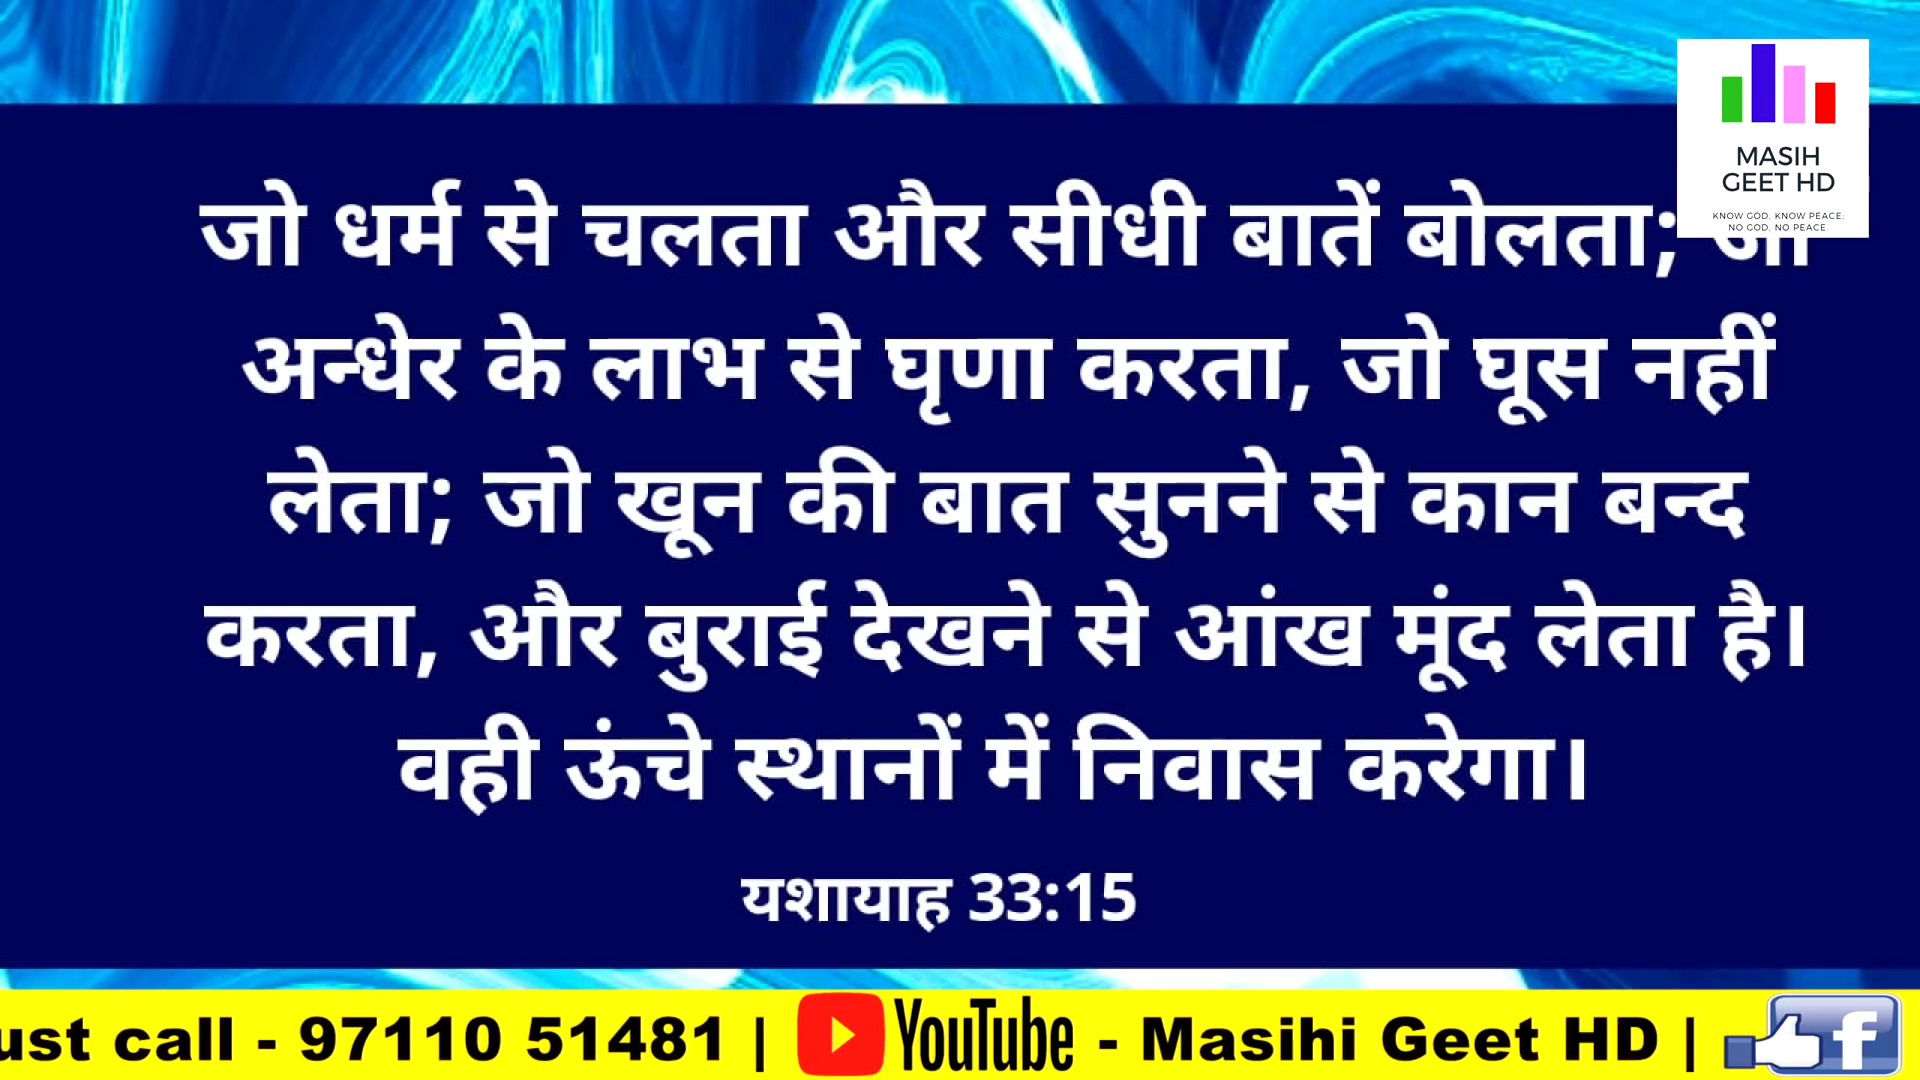 MASIH
GEET HD
KNOW GOD, KNOW PEACE;
NO GOD, NO PEACE.
जो धर्म से चलता और सीधी बातें बोलता;
अन्धेर के लाभ से घृणा करता, जो घूस नहीं
लेता; जो खून की बात सुनने से कान बन्द
करता, और बुराई देखने से आंख मूंद लेता है।
वही ऊंचे स्थानों में निवास करेगा।
यशायाह 33:15
ust call - 97110 51481 | YouTube - Masihi Geet HD | f